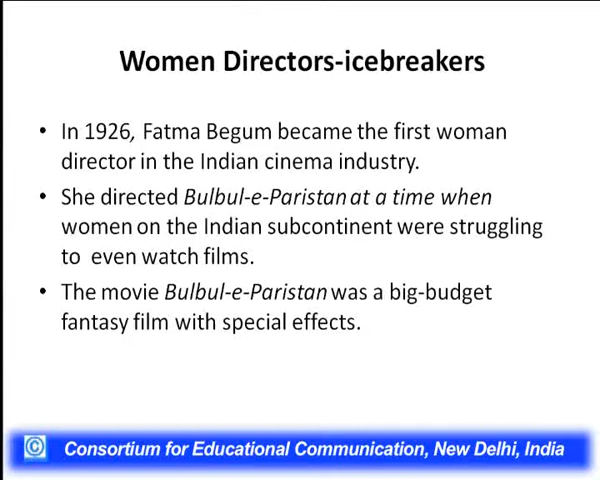 Women Directors-icebreakers
• In 1926, Fatma Begum became the first woman
director in the Indian cinema industry.
• She directed Bulbul-e-Paristan at a time when
women on the Indian subcontinent were struggling
to even watch films.
• The movie Bulbul-e-Paristan was a big-budget
fantasy film with special effects.
© Consortium for Educational Communication, New Delhi, India